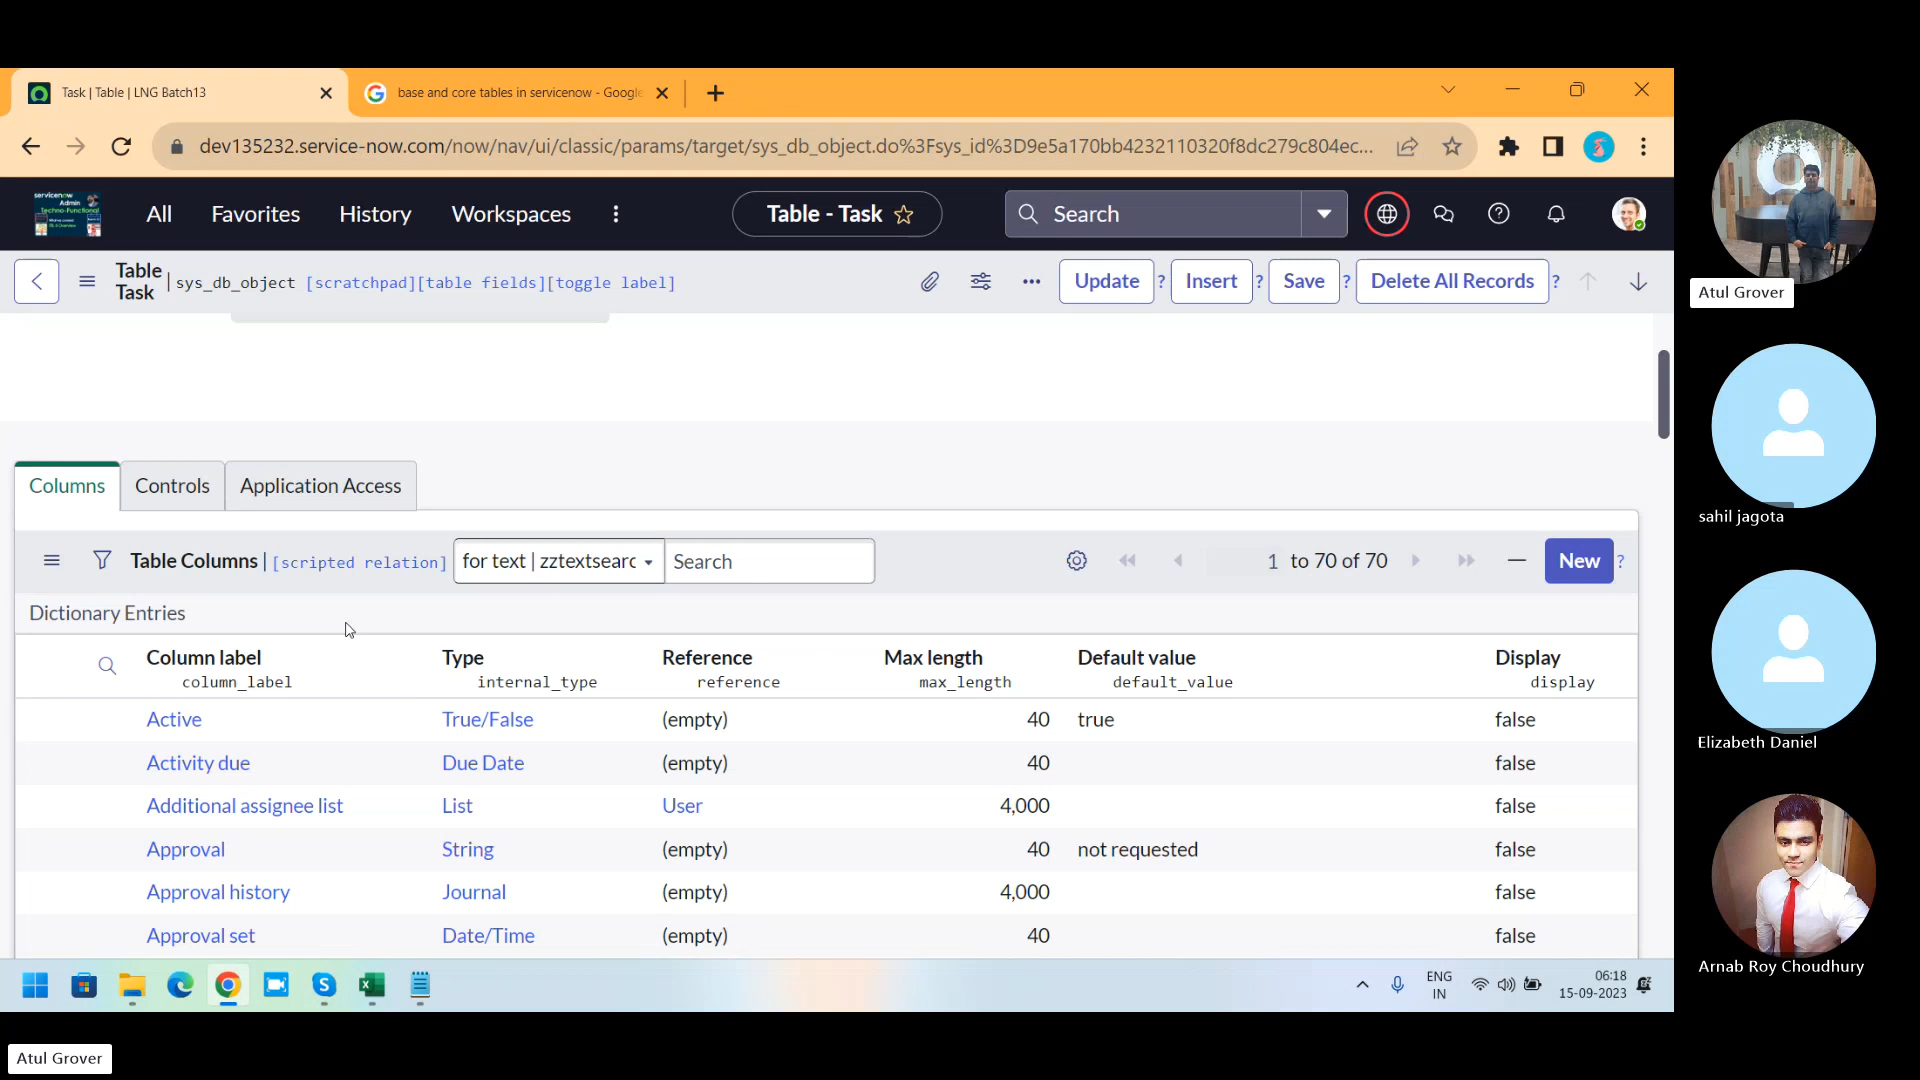 Task | Table | LNG Batch13
base and core tables in servicenow - Google
dev135232.service-now.com/now/nav/ui/classic/params/target/sys_db_object.do%3Fsys_id%3D9e5a170bb4232110320f8dc279c804ec...
servicenow
Admin
Techno-Functional
All Favorites History Workspaces Table - Task Search
Table
Task | sys_db_object [scratchpad][table fields][toggle label] Update ? Insert ? Save ? Delete All Records ?
Columns Controls Application Access
Table Columns | [scripted relation] for text | zztextsearc Search 1 to 70 of 70 New ?
Dictionary Entries
Column label Type Reference Max length Default value Display
column_label internal_type reference max_length default_value display
Active True/False (empty) 40 true false
Activity due Due Date (empty) 40 false
Additional assignee list List User 4,000 false
Approval String (empty) 40 not requested false
Approval history Journal (empty) 4,000 false
Approval set Date/Time (empty) 40 false
ENG
IN
06:18
15-09-2023
Atul Grover
sahil jagota
Elizabeth Daniel
Arnab Roy Choudhury
Atul Grover